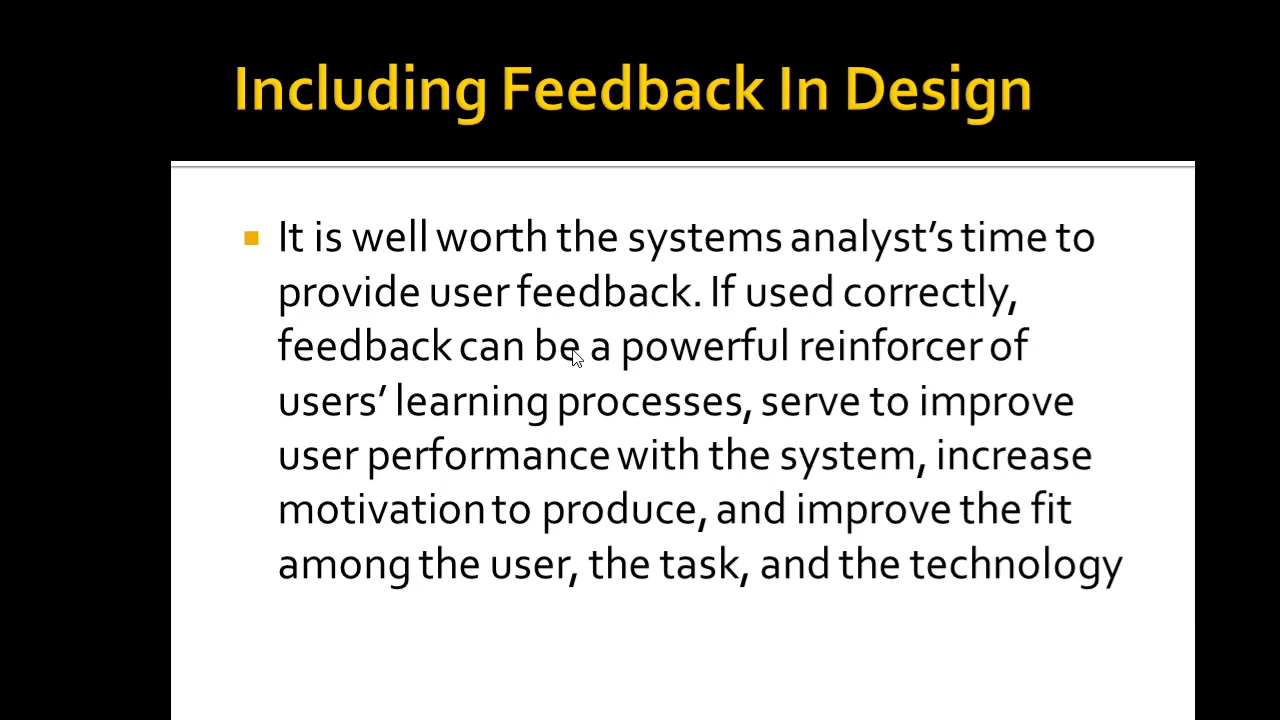 Including Feedback In Design
It is well worth the systems analyst’s time to
provide user feedback. If used correctly,
feedback can be a powerful reinforcer of
users’ learning processes, serve to improve
user performance with the system, increase
motivation to produce, and improve the fit
among the user, the task, and the technology